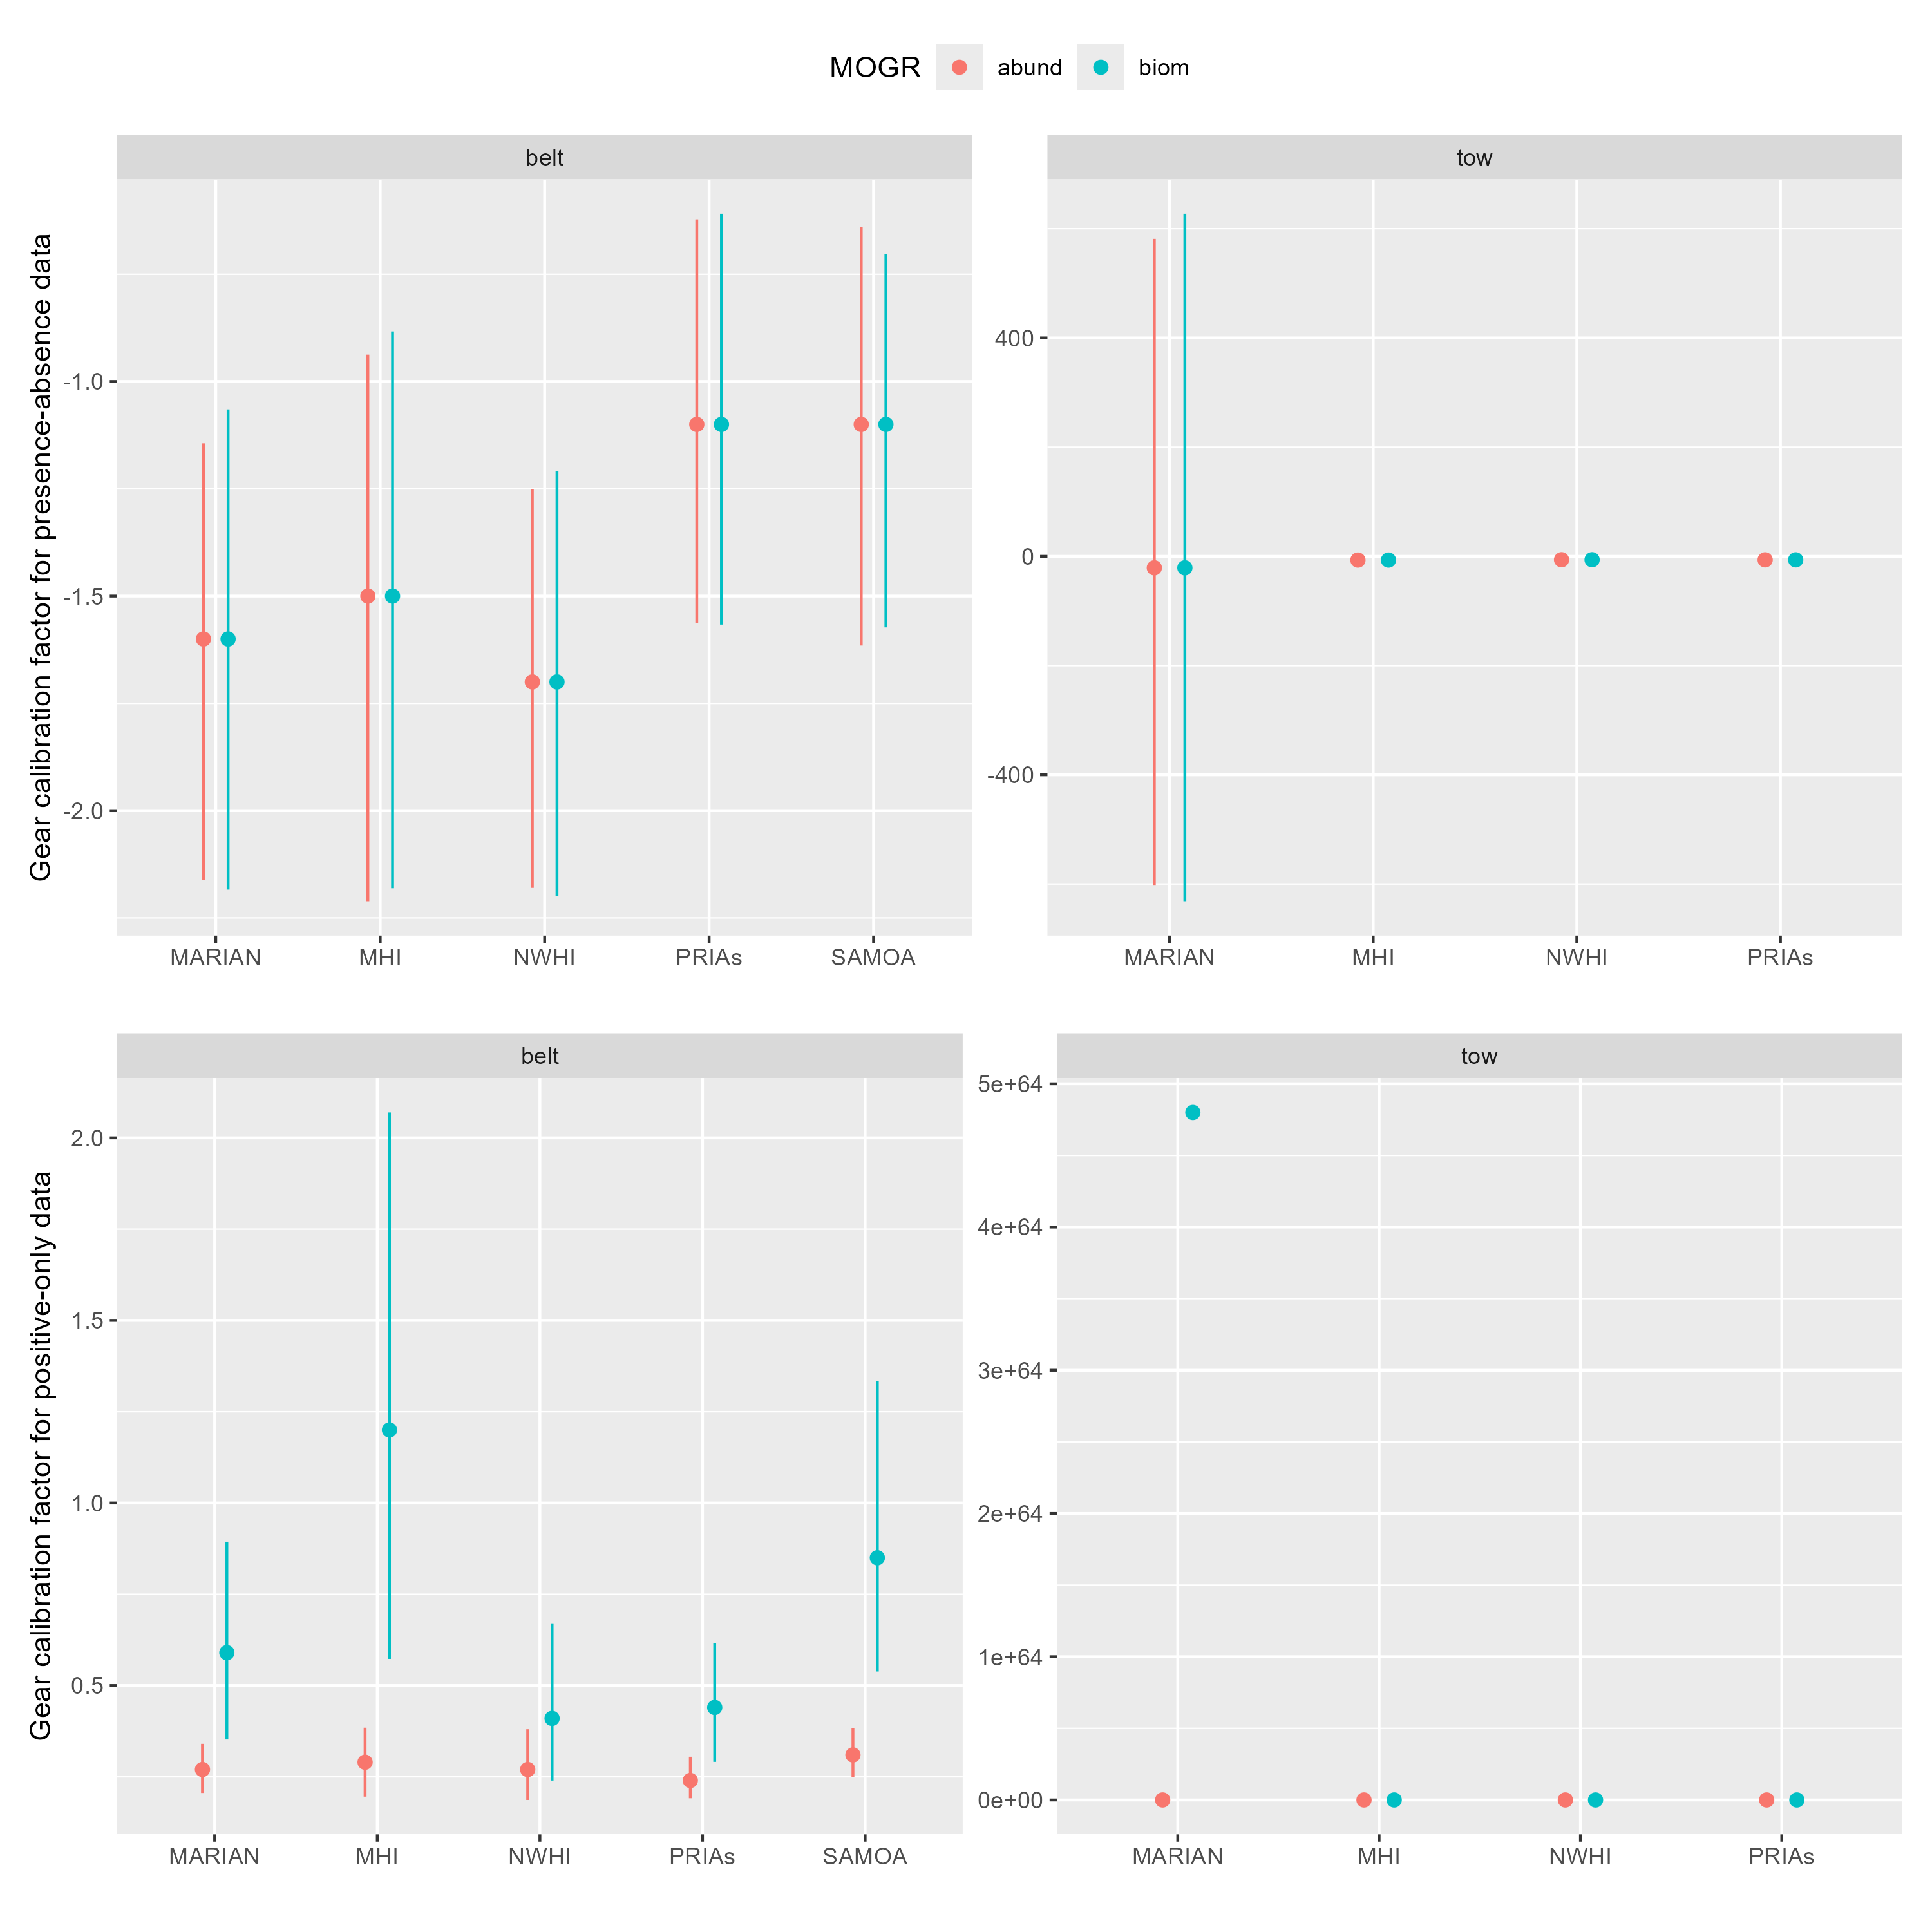 MOGR abund biom
belt
tow
Gear calibration factor for presence-absence data
-1.0
-1.5
-2.0
400
0
-400
MARIAN MHI NWHI PRIAs SAMOA
MARIAN MHI NWHI PRIAs
belt
tow
Gear calibration factor for positive-only data
2.0
1.5
1.0
0.5
5e+64
4e+64
3e+64
2e+64
1e+64
0e+00
MARIAN MHI NWHI PRIAs SAMOA
MARIAN MHI NWHI PRIAs